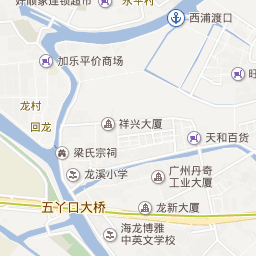 好顺家连锁超市
永平村
西浦渡口
加乐平价商场
旺
龙村
回龙
祥兴大厦
天和百货
梁氏宗祠
龙溪小学
广州丹奇
工业大厦
五丫口大桥
龙新大厦
海龙博雅
中英文学校